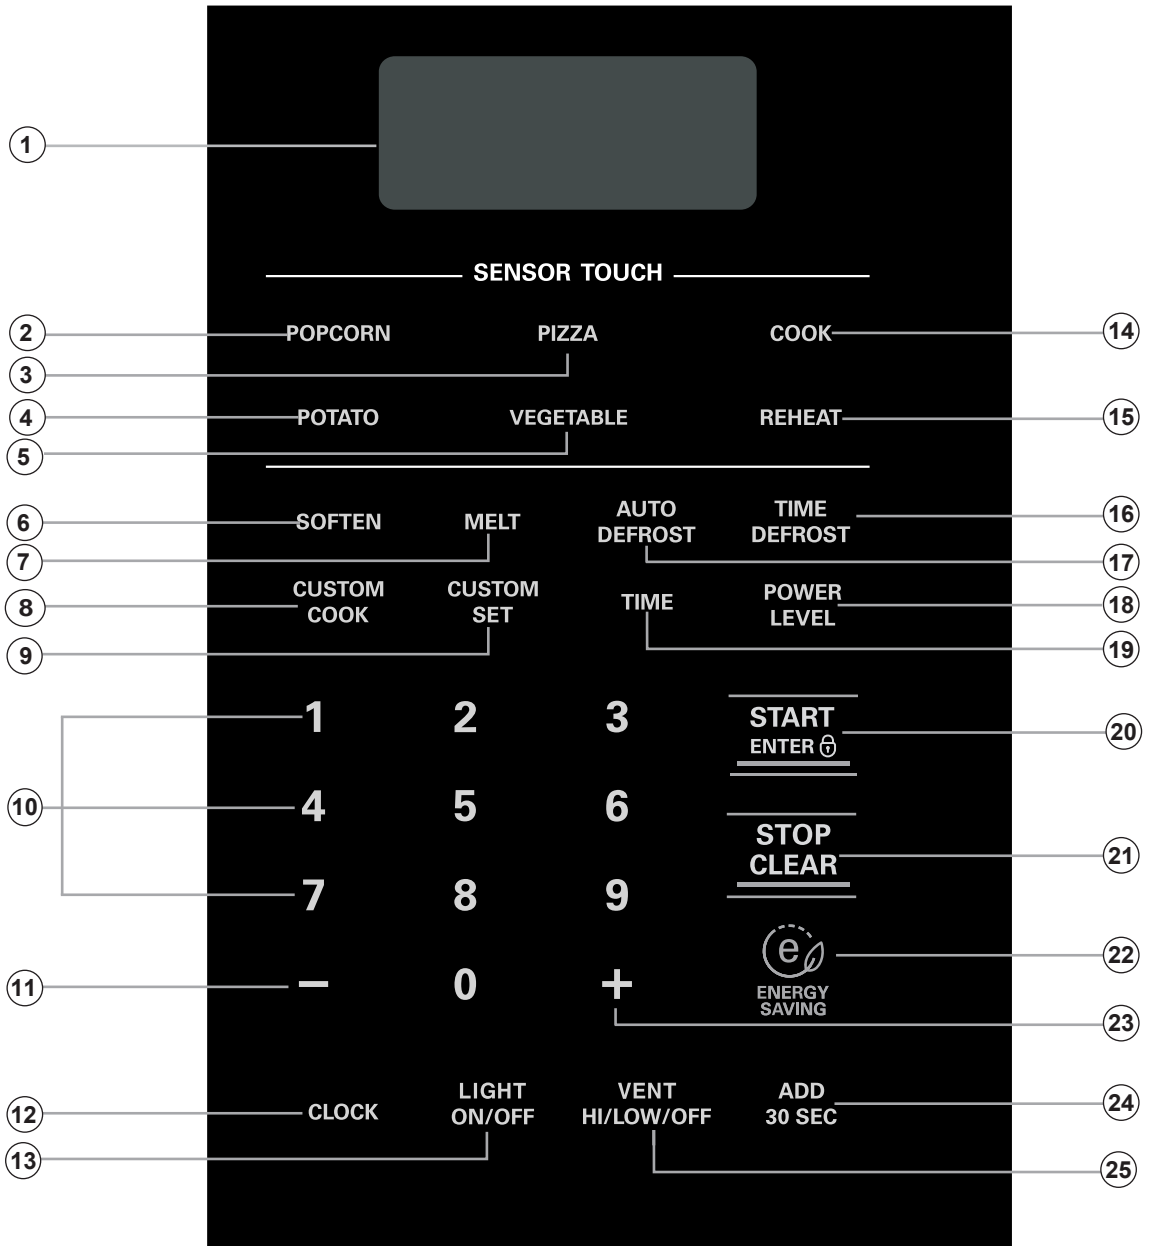 1
SENSOR TOUCH
2 POPCORN PIZZA COOK 14
3
4 POTATO VEGETABLE REHEAT 15
5
6 SOFTEN MELT AUTO DEFROST TIME DEFROST 16
7 17
8 CUSTOM COOK CUSTOM SET TIME POWER LEVEL 18
9 19
1 2 3 START 20
ENTER
10 4 5 6 STOP
CLEAR 21
7 8 9
e 22
11 – 0 + ENERGY
SAVING
23
12 CLOCK LIGHT ON/OFF VENT HI/LOW/OFF ADD 30 SEC 24
13 25